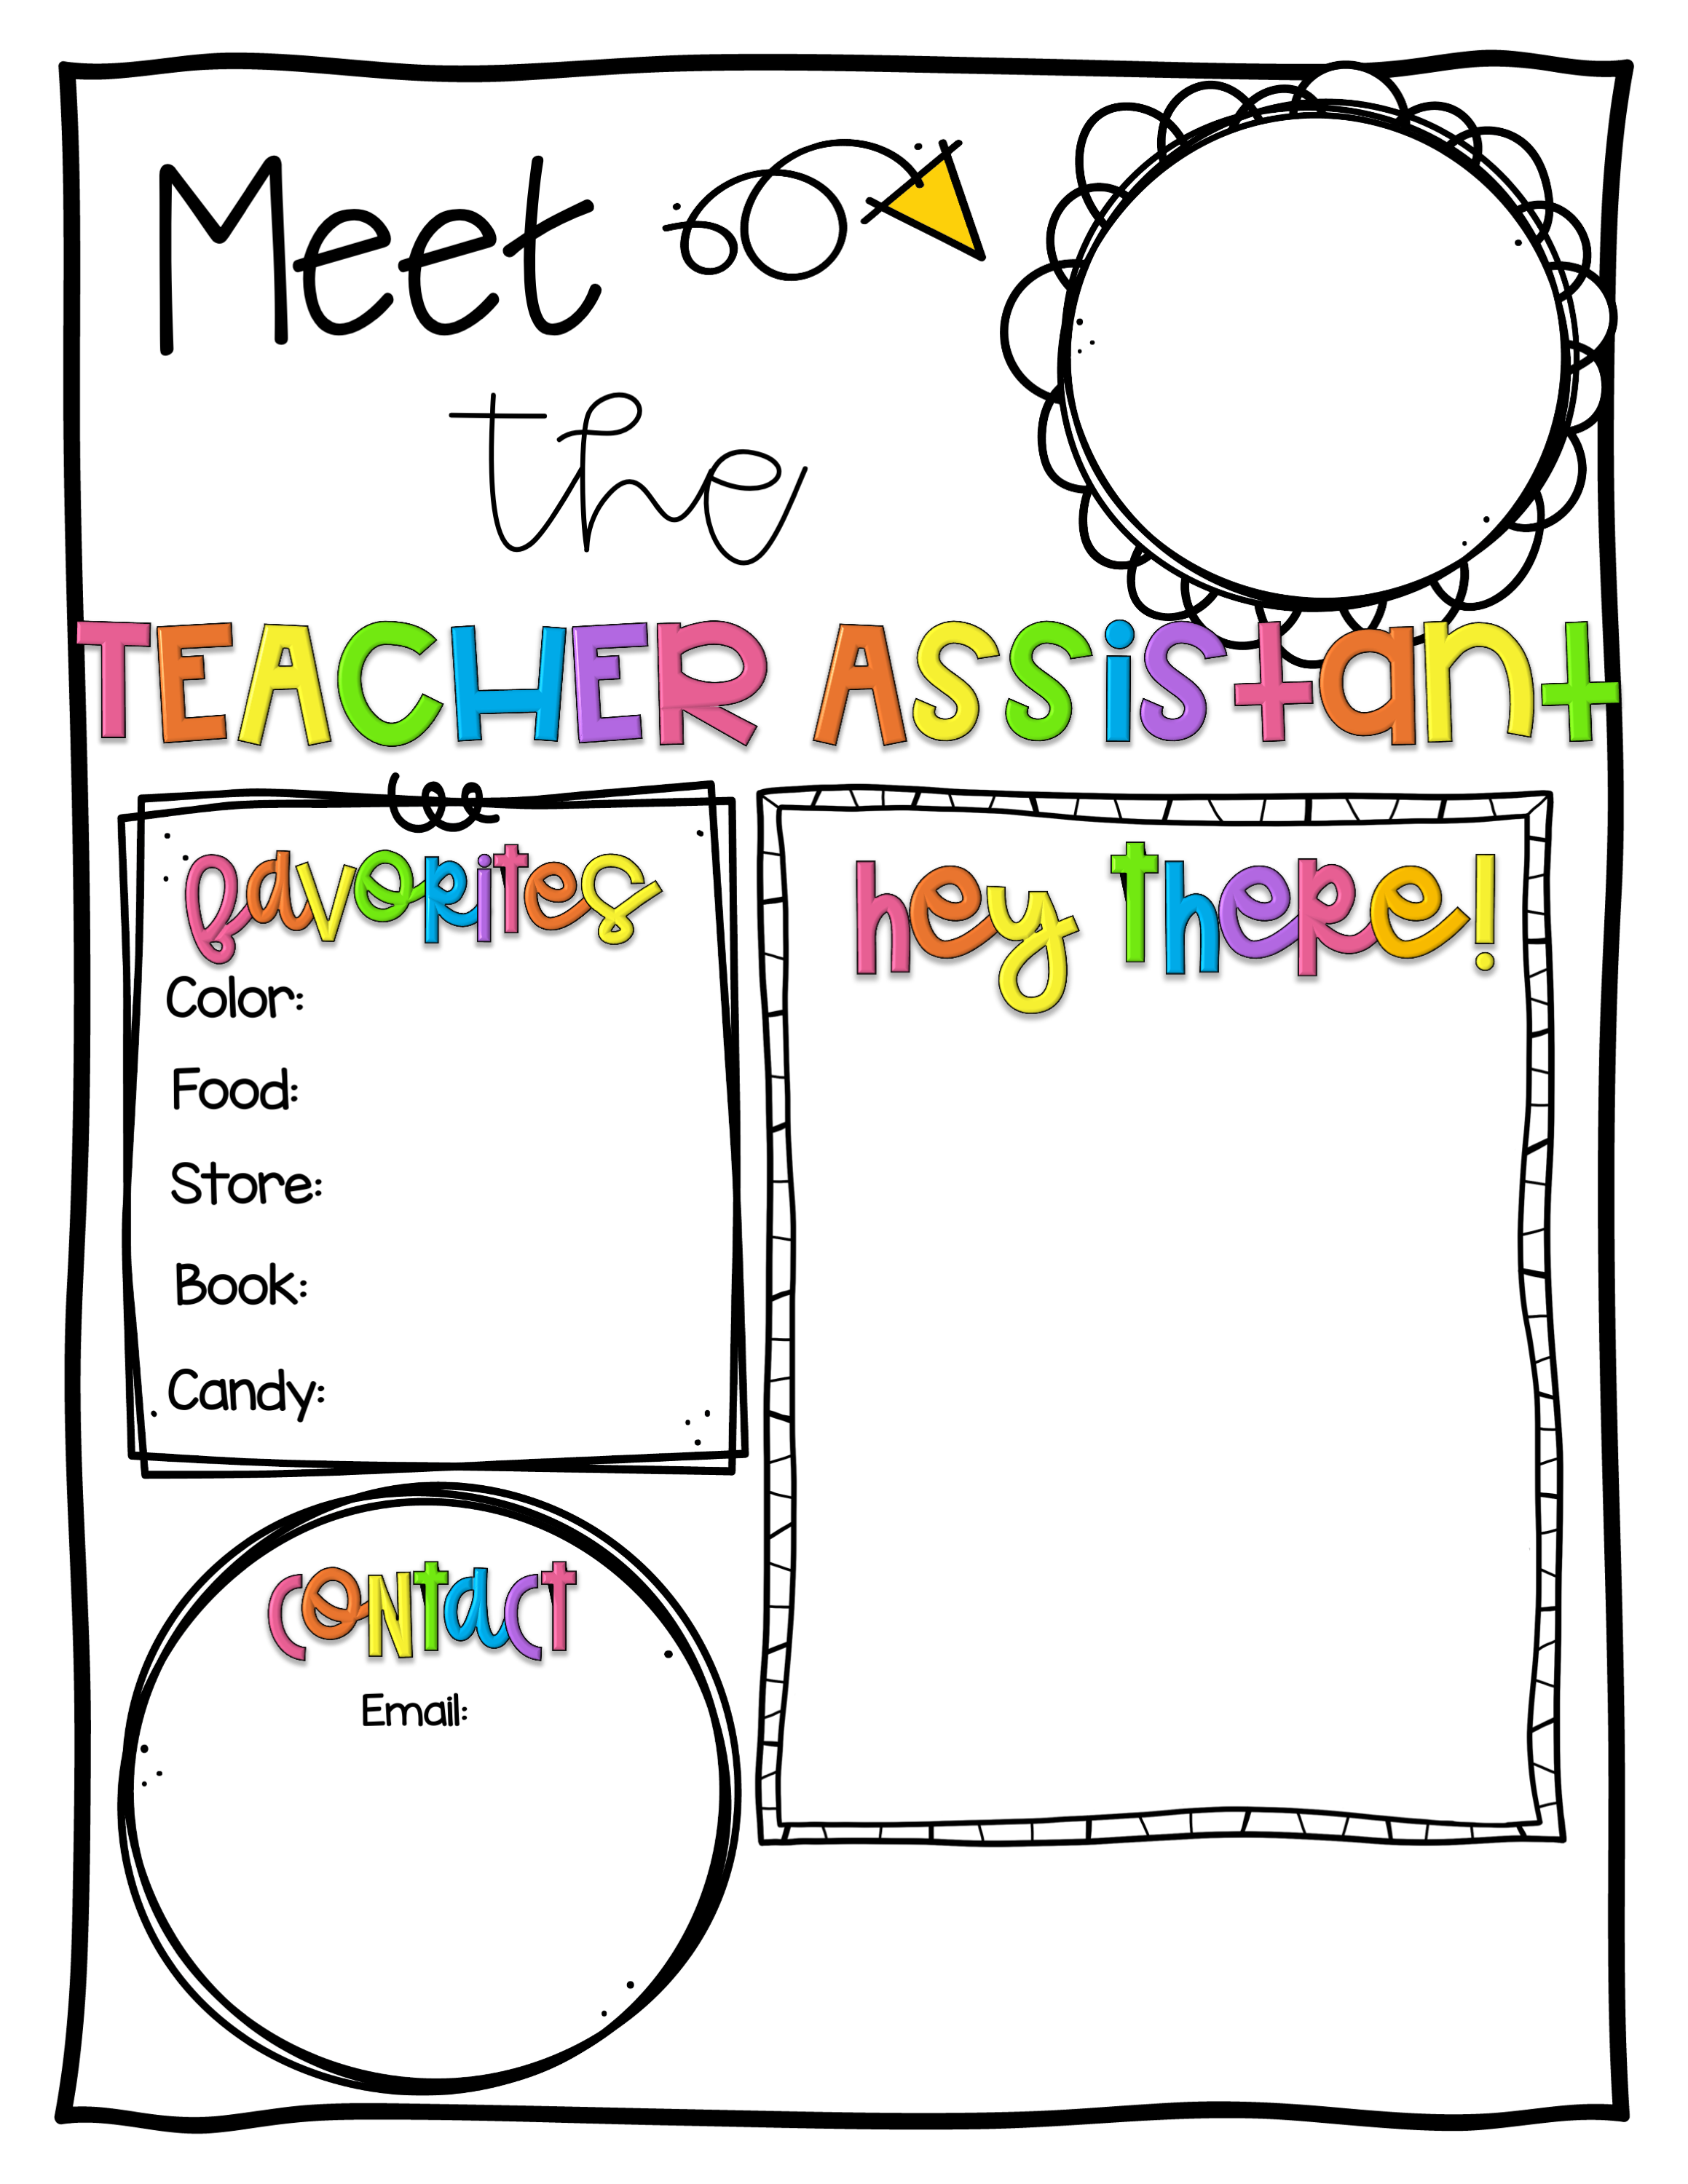 Meet
the
TEACHER ASSiStant
favorites
Color:
Food:
Store:
Book:
Candy:
hey there!
CONtaCt
Email: